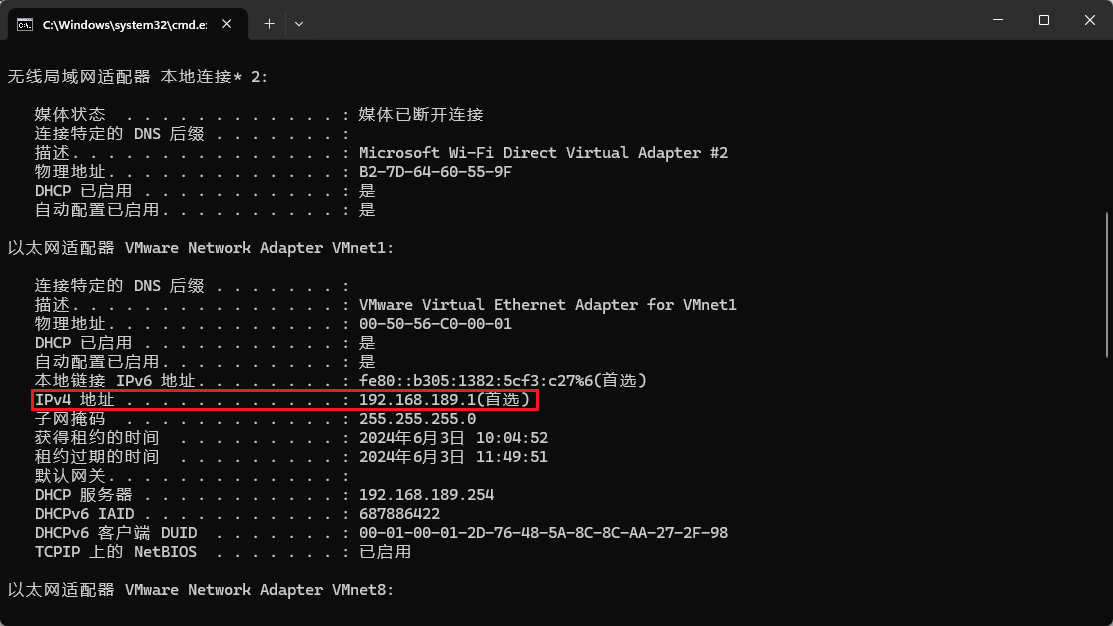 C:\Windows\system32\cmd.e
无线局域网适配器 本地连接* 2:
媒体状态  . . . . . . . . . . . . : 媒体已断开连接
连接特定的 DNS 后缀 . . . . . . . :
描述. . . . . . . . . . . . . . . : Microsoft Wi-Fi Direct Virtual Adapter #2
物理地址. . . . . . . . . . . . . : B2-7D-64-60-55-9F
DHCP 已启用 . . . . . . . . . . . : 是
自动配置已启用. . . . . . . . . . : 是
以太网适配器 VMware Network Adapter VMnet1:
连接特定的 DNS 后缀 . . . . . . . :
描述. . . . . . . . . . . . . . . : VMware Virtual Ethernet Adapter for VMnet1
物理地址. . . . . . . . . . . . . : 00-50-56-C0-00-01
DHCP 已启用 . . . . . . . . . . . : 是
自动配置已启用. . . . . . . . . . : 是
本地链接 IPv6 地址. . . . . . . . : fe80::b305:1382:5cf3:c27%6(首选)
IPv4 地址 . . . . . . . . . . . . : 192.168.189.1(首选)
子网掩码  . . . . . . . . . . . . : 255.255.255.0
获得租约的时间  . . . . . . . . . : 2024年6月3日 10:04:52
租约过期的时间  . . . . . . . . . : 2024年6月3日 11:49:51
默认网关. . . . . . . . . . . . . :
DHCP 服务器 . . . . . . . . . . . : 192.168.189.254
DHCPv6 IAID . . . . . . . . . . . : 687886422
DHCPv6 客户端 DUID  . . . . . . . : 00-01-00-01-2D-76-48-5A-8C-8C-AA-27-2F-98
TCPIP 上的 NetBIOS  . . . . . . . : 已启用
以太网适配器 VMware Network Adapter VMnet8: